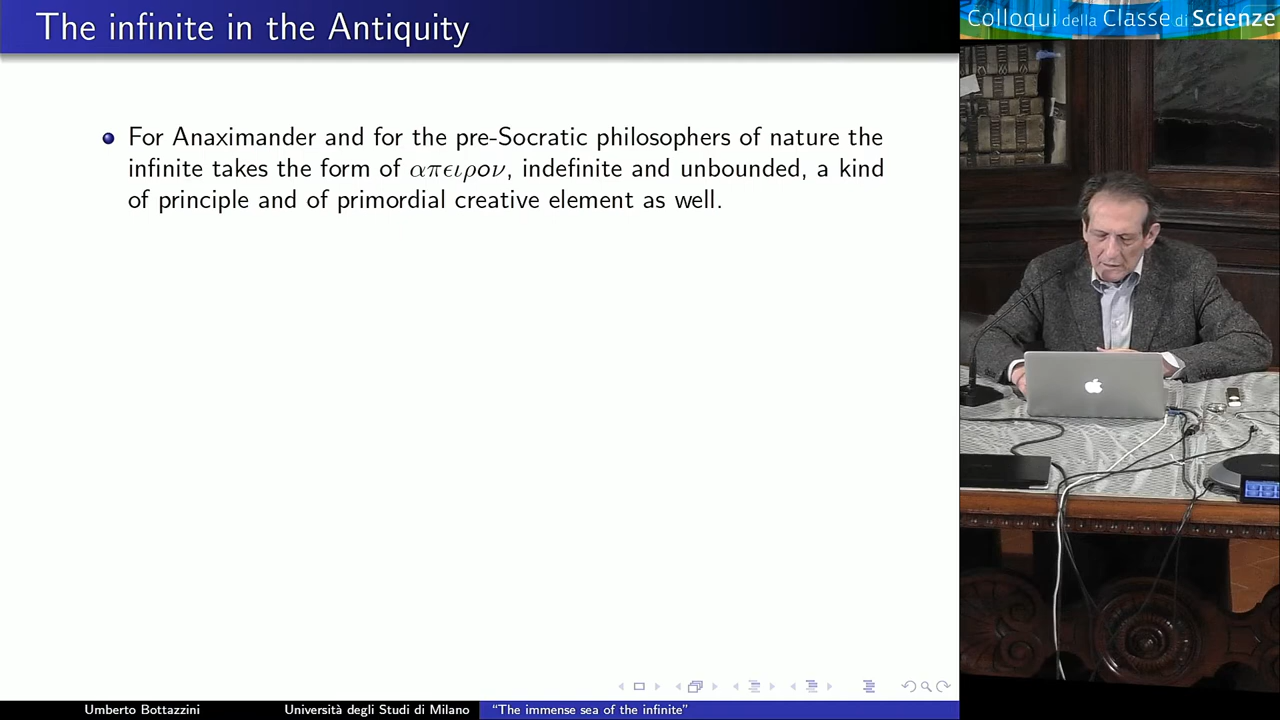 The infinite in the Antiquity
Colloqui della Classe di Scienze
For Anaximander and for the pre-Socratic philosophers of nature the
infinite takes the form of απειρον, indefinite and unbounded, a kind
of principle and of primordial creative element as well.
Umberto Bottazzini
Università degli Studi di Milano
“The immense sea of the infinite”